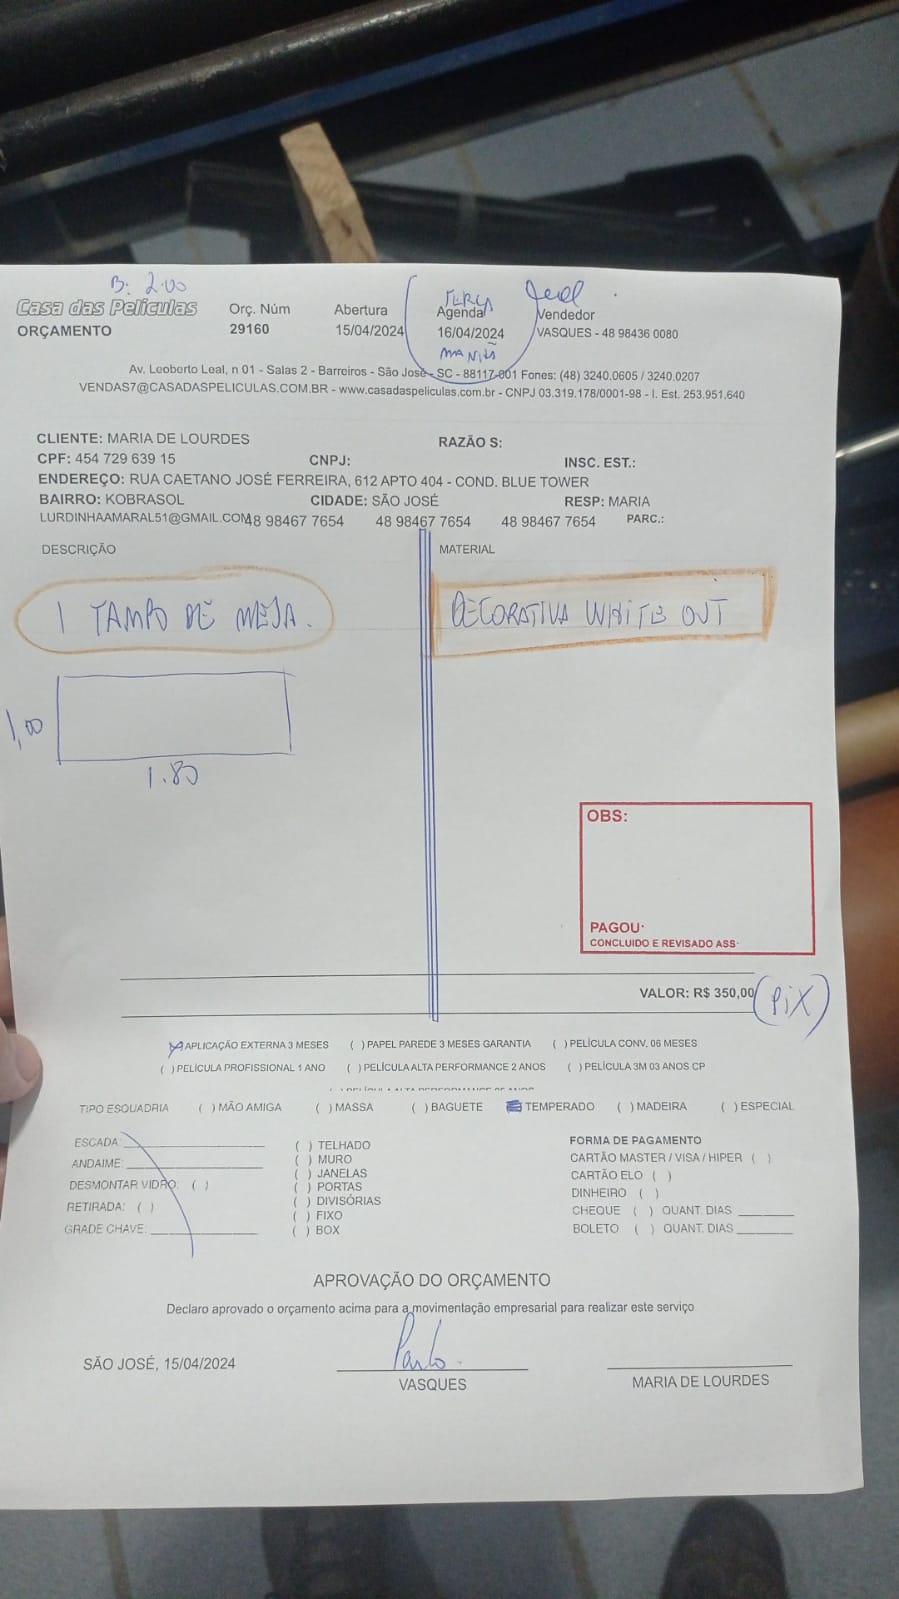 B: 2.00
Casa das Películas
ORÇAMENTO
Orç. Núm
29160
Abertura
15/04/2024
TERÇA
Agenda
16/04/2024
MANHÃ
Vendedor
VASQUES - 48 98436 0080
Av. Leoberto Leal, n 01 - Salas 2 - Barreiros - São José - SC - 88117-001 Fones: (48) 3240.0605 / 3240.0207
VENDAS7@CASADASPELICULAS.COM.BR - www.casadaspeliculas.com.br - CNPJ 03.319.178/0001-98 - I. Est. 253.951.640
CLIENTE: MARIA DE LOURDES RAZÃO S:
CPF: 454 729 639 15 CNPJ: INSC. EST.:
ENDEREÇO: RUA CAETANO JOSÉ FERREIRA, 612 APTO 404 - COND. BLUE TOWER
BAIRRO: KOBRASOL CIDADE: SÃO JOSÉ RESP: MARIA
LURDINHAAMARAL51@GMAIL.COM 48 98467 7654 48 98467 7654 48 98467 7654 PARC.:
DESCRIÇÃO MATERIAL
1 TAMPO DE MESA. DECORATIVA WHITE OUT
1,00
1.80
OBS:
PAGOU:
CONCLUIDO E REVISADO ASS:
VALOR: R$ 350,00 (PIX)
APLICAÇÃO EXTERNA 3 MESES ( ) PAPEL PAREDE 3 MESES GARANTIA ( ) PELÍCULA CONV. 06 MESES
( ) PELÍCULA PROFISSIONAL 1 ANO ( ) PELÍCULA ALTA PERFORMANCE 2 ANOS ( ) PELÍCULA 3M 03 ANOS CP
TIPO ESQUADRIA ( ) MÃO AMIGA ( ) MASSA ( ) BAGUETE TEMPERADO ( ) MADEIRA ( ) ESPECIAL
ESCADA:
ANDAIME:
DESMONTAR VIDRO: ( )
RETIRADA: ( )
GRADE CHAVE:
( ) TELHADO
( ) MURO
( ) JANELAS
( ) PORTAS
( ) DIVISÓRIAS
( ) FIXO
( ) BOX
FORMA DE PAGAMENTO
CARTÃO MASTER / VISA / HIPER ( )
CARTÃO ELO ( )
DINHEIRO ( )
CHEQUE ( ) QUANT. DIAS
BOLETO ( ) QUANT. DIAS
APROVAÇÃO DO ORÇAMENTO
Declaro aprovado o orçamento acima para a movimentação empresarial para realizar este serviço
SÃO JOSÉ, 15/04/2024
VASQUES
MARIA DE LOURDES